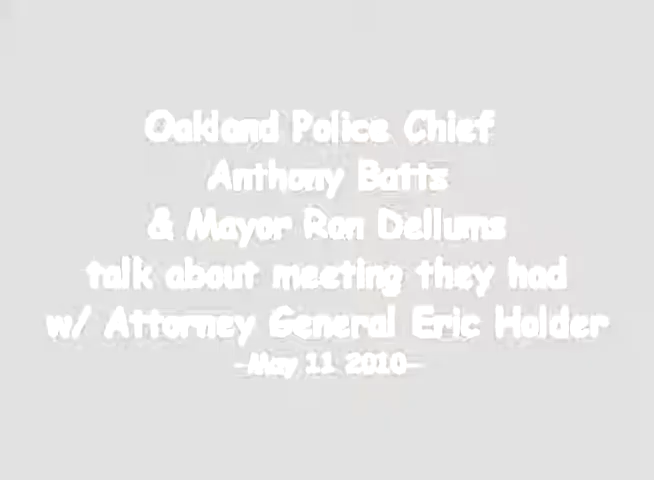 Oakland Police Chief
Anthony Batts
& Mayor Ron Dellums
talk about meeting they had
w/ Attorney General Eric Holder
-May 11 2010-